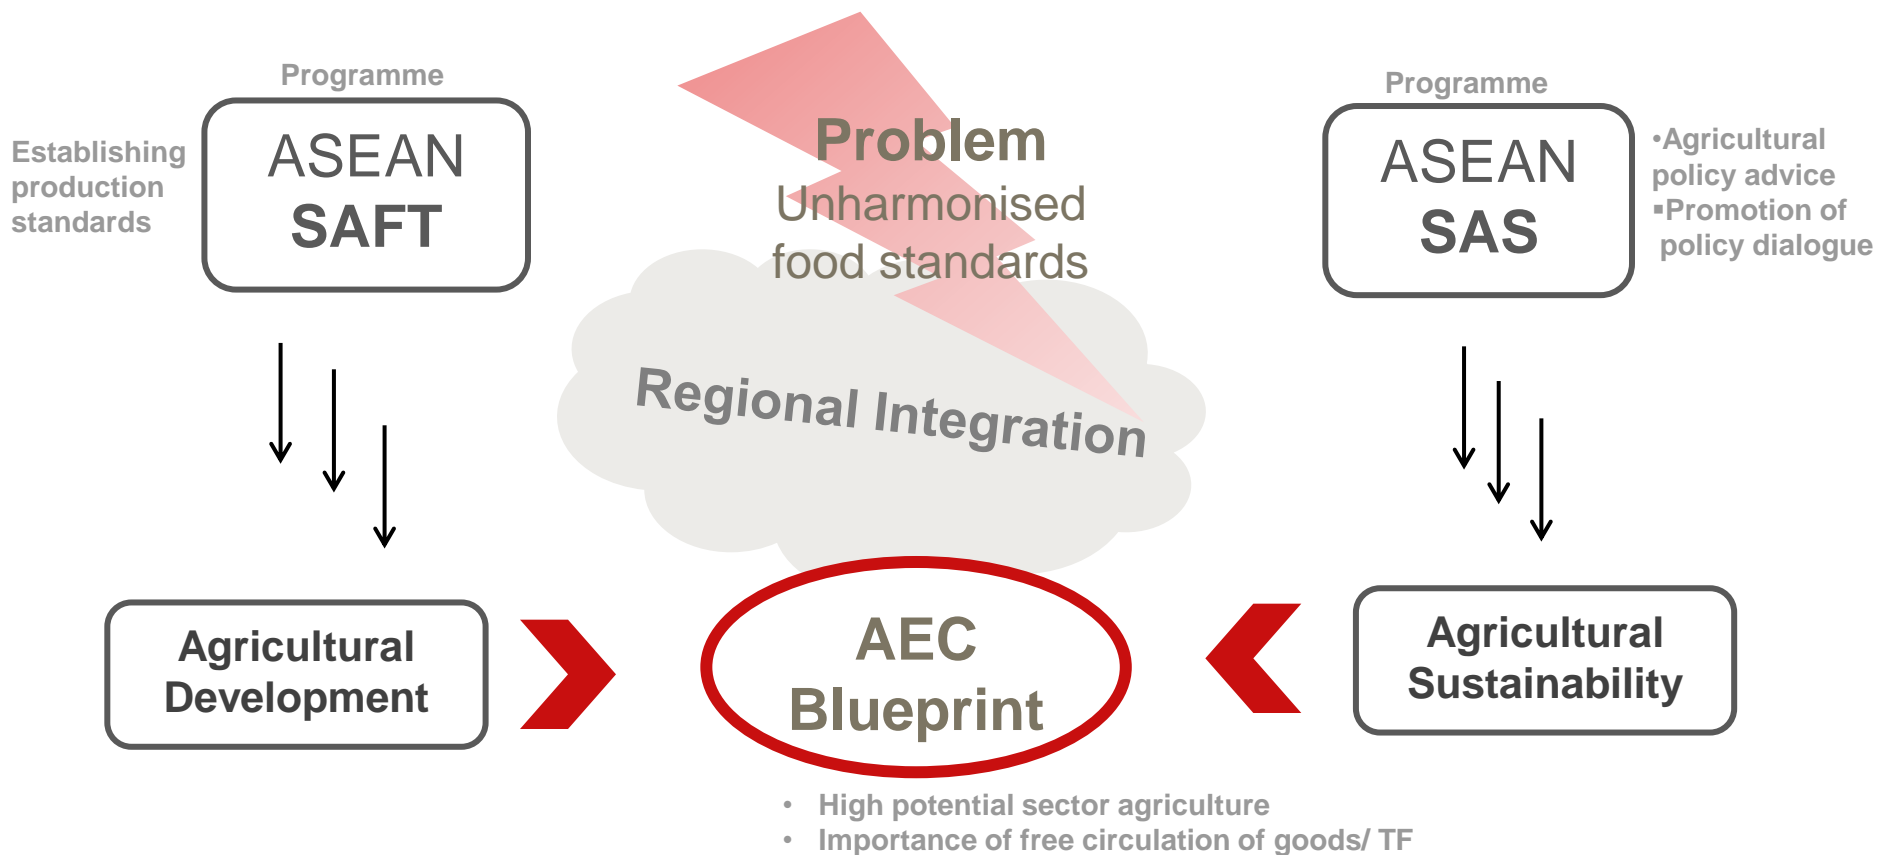 Programme
Establishing
production
standards
ASEAN
SAFT
Problem
Unharmonised
food standards
Programme
ASEAN
SAS
•Agricultural
policy advice
▪Promotion of
policy dialogue
Regional Integration
Agricultural
Development
AEC
Blueprint
Agricultural
Sustainability
• High potential sector agriculture
• Importance of free circulation of goods/ TF